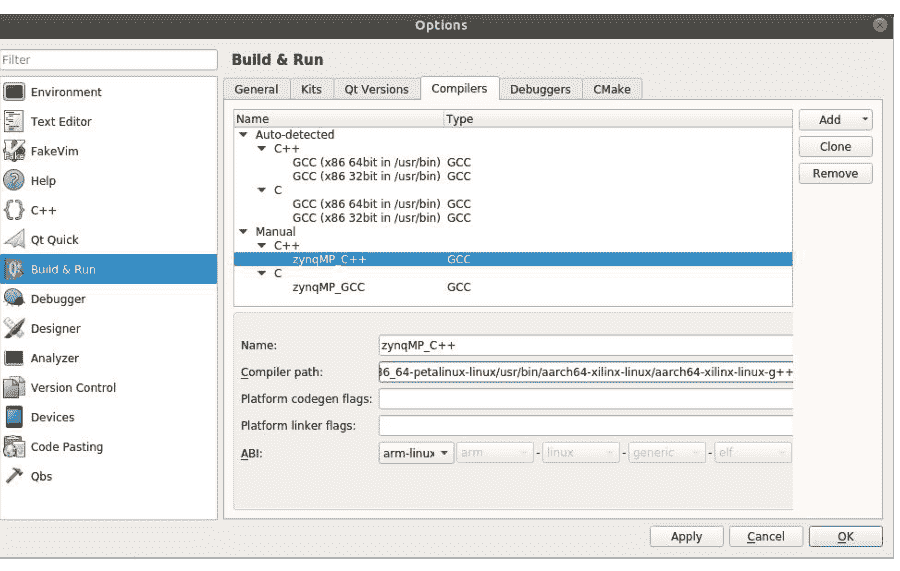 Options
Filter
Environment
Text Editor
FakeVim
Help
C++
Qt Quick
Build & Run
Debugger
Designer
Analyzer
Version Control
Devices
Code Pasting
Qbs
Build & Run
General Kits Qt Versions Compilers Debuggers CMake
Name Type
Auto-detected
C++
GCC (x86 64bit in /usr/bin) GCC
GCC (x86 32bit in /usr/bin) GCC
C
GCC (x86 64bit in /usr/bin) GCC
GCC (x86 32bit in /usr/bin) GCC
Manual
C++
zynqMP_C++ GCC
C
zynqMP_GCC GCC
Add
Clone
Remove
Name: zynqMP_C++
Compiler path: 36_64-petalinux-linux/usr/bin/aarch64-xilinx-linux/aarch64-xilinx-linux-g++
Platform codegen flags:
Platform linker flags:
ABI: arm-linux arm - linux - generic - elf
Apply Cancel OK